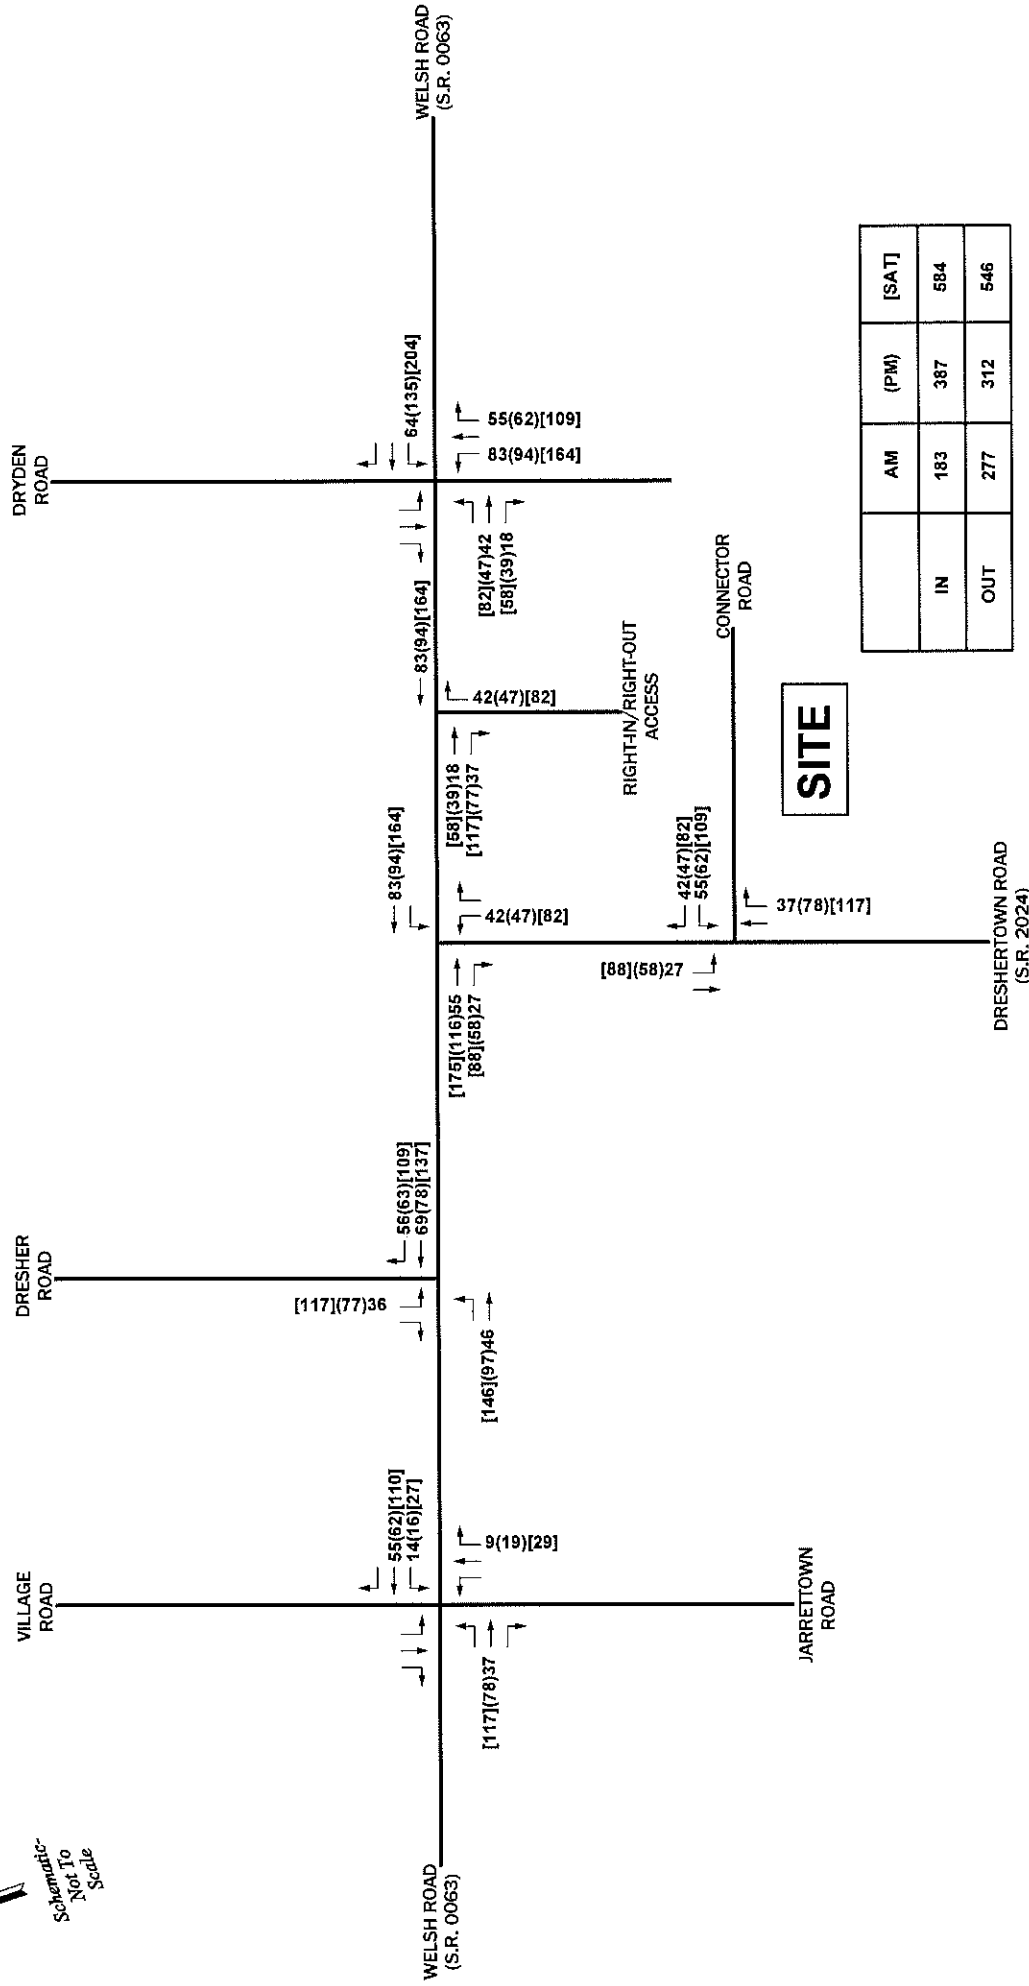 Schematic-
Not To
Scale
VILLAGE
ROAD
DRESHER
ROAD
DRYDEN
ROAD
WELSH ROAD
(S.R. 0063)
WELSH ROAD
(S.R. 0063)
55(62)[110]
14(16)[27]
9(19)[29]
[117](78)37
JARRETTOWN
ROAD
[117](77)36
56(63)[109]
69(78)[137]
[146](97)46
83(94)[164]
42(47)[82]
[175](116)55
[88](58)27
83(94)[164]
42(47)[82]
[58](39)18
[117](77)37
RIGHT-IN/RIGHT-OUT
ACCESS
64(135)[204]
55(62)[109]
83(94)[164]
[82](47)42
[58](39)18
[88](58)27
42(47)[82]
55(62)[109]
37(78)[117]
CONNECTOR
ROAD
DRESHERTOWN ROAD
(S.R. 2024)
SITE
AM (PM) [SAT]
IN 183 387 584
OUT 277 312 546